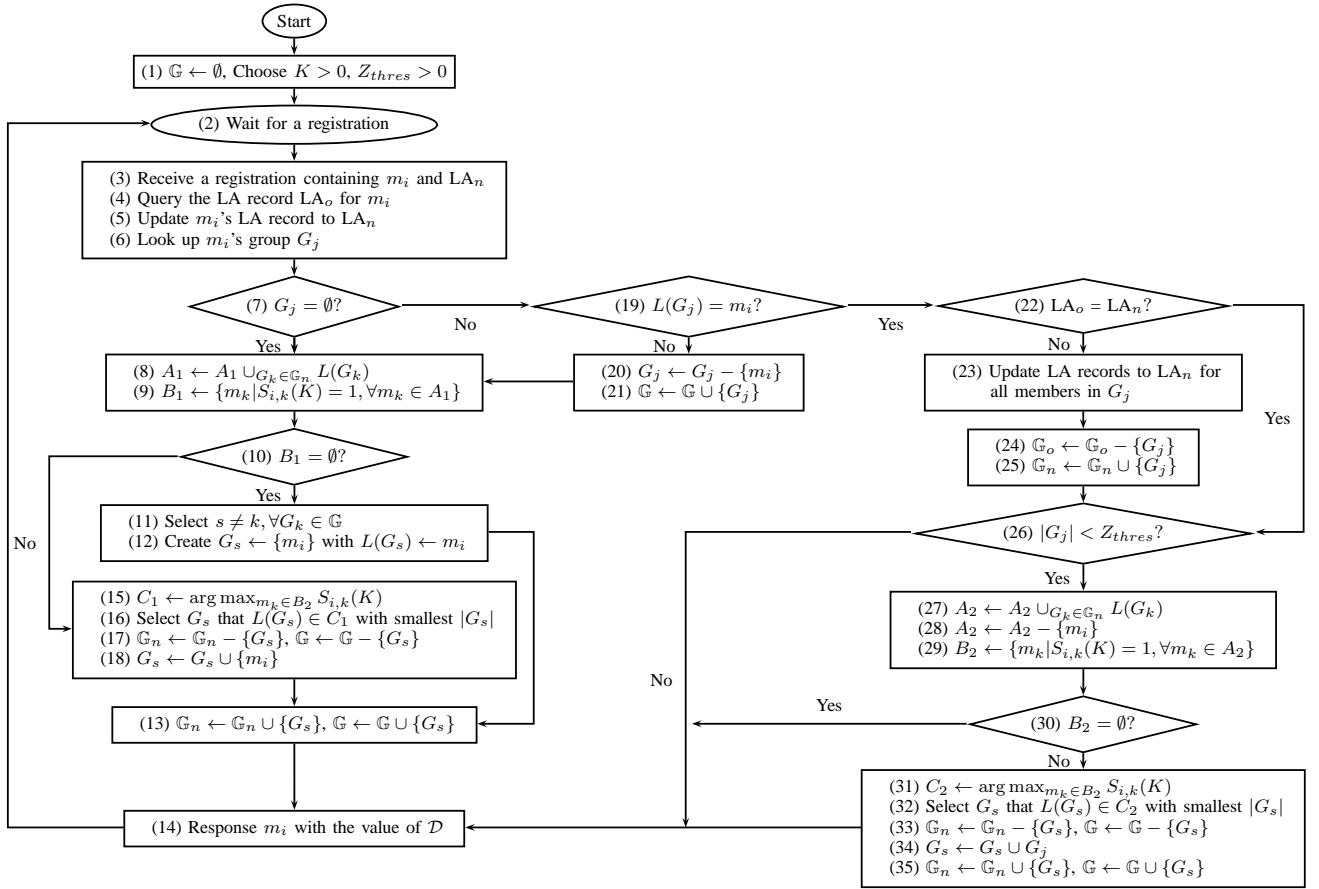 Start
(1) 𝔾 ← ∅, Choose K > 0, Z_thres > 0
(2) Wait for a registration
(3) Receive a registration containing m_i and LA_n
(4) Query the LA record LA_o for m_i
(5) Update m_i's LA record to LA_n
(6) Look up m_i's group G_j
(7) G_j = ∅?
No
Yes
(19) L(G_j) = m_i?
Yes
No
(22) LA_o = LA_n?
No
Yes
(8) A_1 ← A_1 ∪_{G_k∈𝔾_n} L(G_k)
(9) B_1 ← {m_k|S_{i,k}(K) = 1, ∀m_k ∈ A_1}
(20) G_j ← G_j − {m_i}
(21) 𝔾 ← 𝔾 ∪ {G_j}
(23) Update LA records to LA_n for
all members in G_j
(24) 𝔾_o ← 𝔾_o − {G_j}
(25) 𝔾_n ← 𝔾_n ∪ {G_j}
(10) B_1 = ∅?
Yes
No
(11) Select s ≠ k, ∀G_k ∈ 𝔾
(12) Create G_s ← {m_i} with L(G_s) ← m_i
(26) |G_j| < Z_thres?
Yes
No
(15) C_1 ← arg max_{m_k∈B_2} S_{i,k}(K)
(16) Select G_s that L(G_s) ∈ C_1 with smallest |G_s|
(17) 𝔾_n ← 𝔾_n − {G_s}, 𝔾 ← 𝔾 − {G_s}
(18) G_s ← G_s ∪ {m_i}
(27) A_2 ← A_2 ∪_{G_k∈𝔾_n} L(G_k)
(28) A_2 ← A_2 − {m_i}
(29) B_2 ← {m_k|S_{i,k}(K) = 1, ∀m_k ∈ A_2}
(13) 𝔾_n ← 𝔾_n ∪ {G_s}, 𝔾 ← 𝔾 ∪ {G_s}
(30) B_2 = ∅?
Yes
No
(14) Response m_i with the value of 𝒟
(31) C_2 ← arg max_{m_k∈B_2} S_{i,k}(K)
(32) Select G_s that L(G_s) ∈ C_2 with smallest |G_s|
(33) 𝔾_n ← 𝔾_n − {G_s}, 𝔾 ← 𝔾 − {G_s}
(34) G_s ← G_s ∪ G_j
(35) 𝔾_n ← 𝔾_n ∪ {G_s}, 𝔾 ← 𝔾 ∪ {G_s}